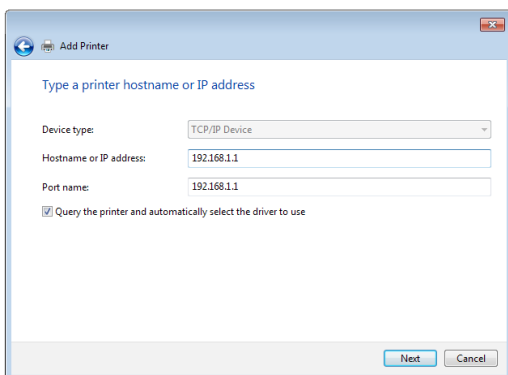 Add Printer
Type a printer hostname or IP address
Device type: TCP/IP Device
Hostname or IP address: 192.168.1.1
Port name: 192.168.1.1
Query the printer and automatically select the driver to use
Next Cancel